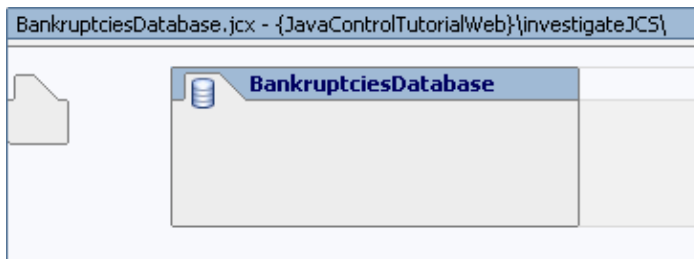 BankruptciesDatabase.jcx - {JavaControlTutorialWeb}\investigateJCS\
BankruptciesDatabase